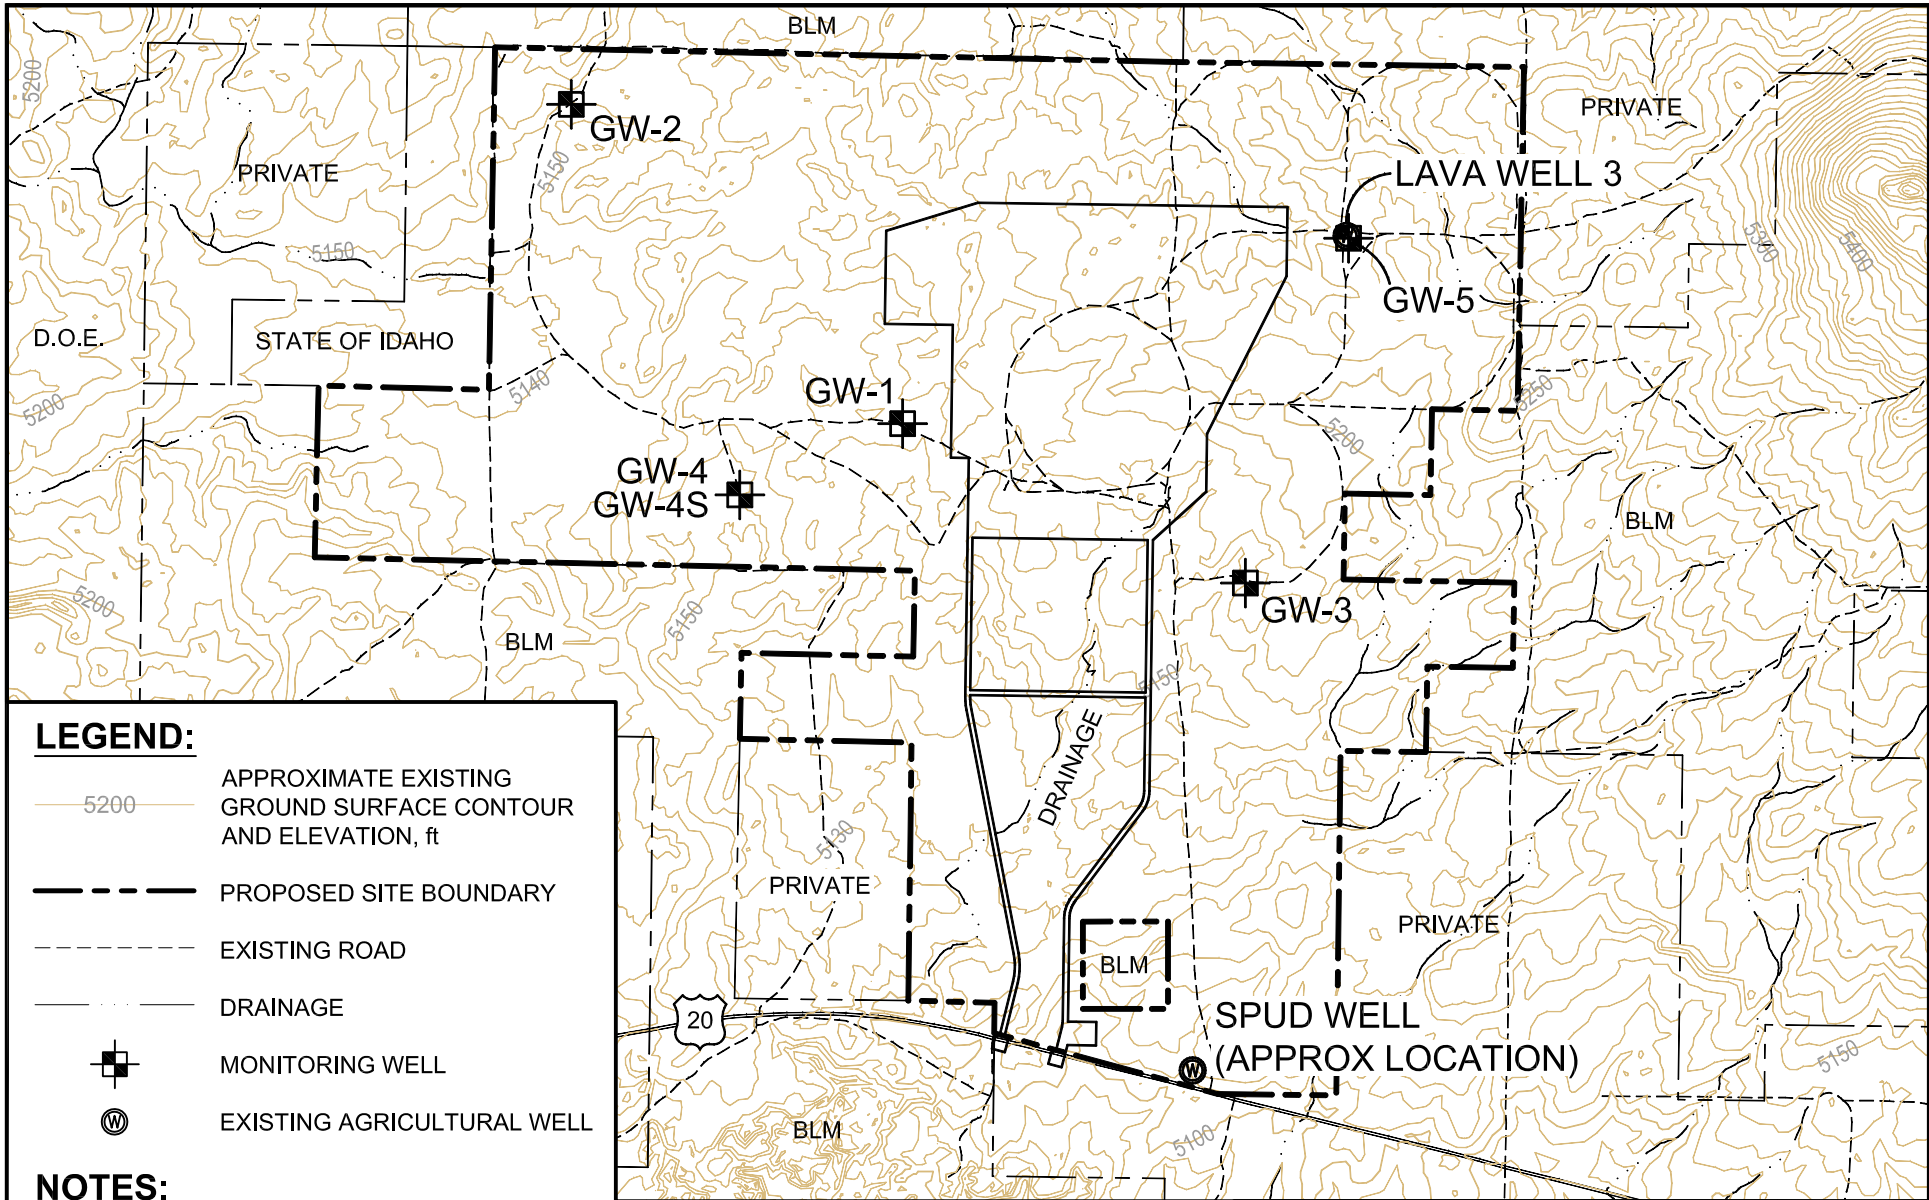 BLM
5200
PRIVATE
GW-2
PRIVATE
5150
LAVA WELL 3
5150
5300
5400
GW-5
D.O.E.
STATE OF IDAHO
5140
GW-1
5250
5200
5200
GW-4
GW-4S
BLM
5200
5150
GW-3
BLM
5150
DRAINAGE
5130
PRIVATE
PRIVATE
BLM
20
SPUD WELL
(APPROX LOCATION)
W
5150
BLM
5100
LEGEND:
5200
APPROXIMATE EXISTING
GROUND SURFACE CONTOUR
AND ELEVATION, ft
PROPOSED SITE BOUNDARY
EXISTING ROAD
DRAINAGE
MONITORING WELL
W
EXISTING AGRICULTURAL WELL
NOTES: